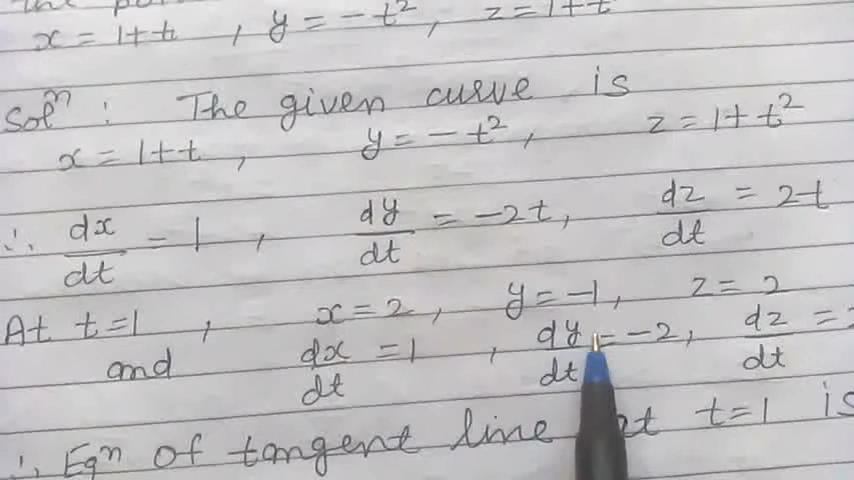 x = 1 + t , y = - t², z = 1 + t
Solⁿ : The given curve is
x = 1 + t , y = - t² , z = 1 + t²
∴ dx/dt = 1 , dy/dt = -2t , dz/dt = 2t
At t = 1 , x = 2 , y = -1 , z = 2
and dx/dt = 1 , dy/dt = -2 , dz/dt =
∴ Eqⁿ of tangent line t = 1 is